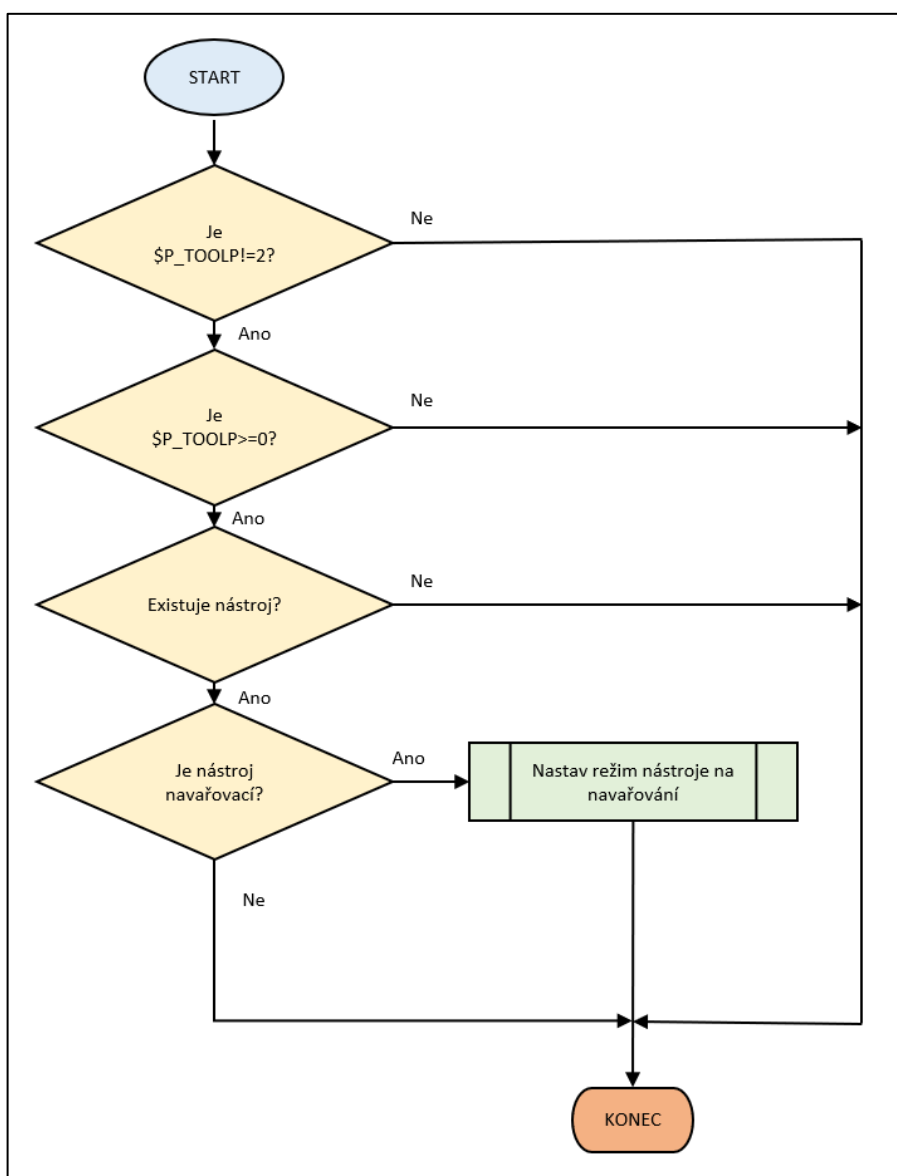 START
Je
$P_TOOLP!=2?
Ne
Ano
Je
$P_TOOLP>=0?
Ne
Ano
Existuje nástroj?
Ne
Ano
Je nástroj
navařovací?
Ano
Nastav režim nástroje na
navařování
Ne
KONEC